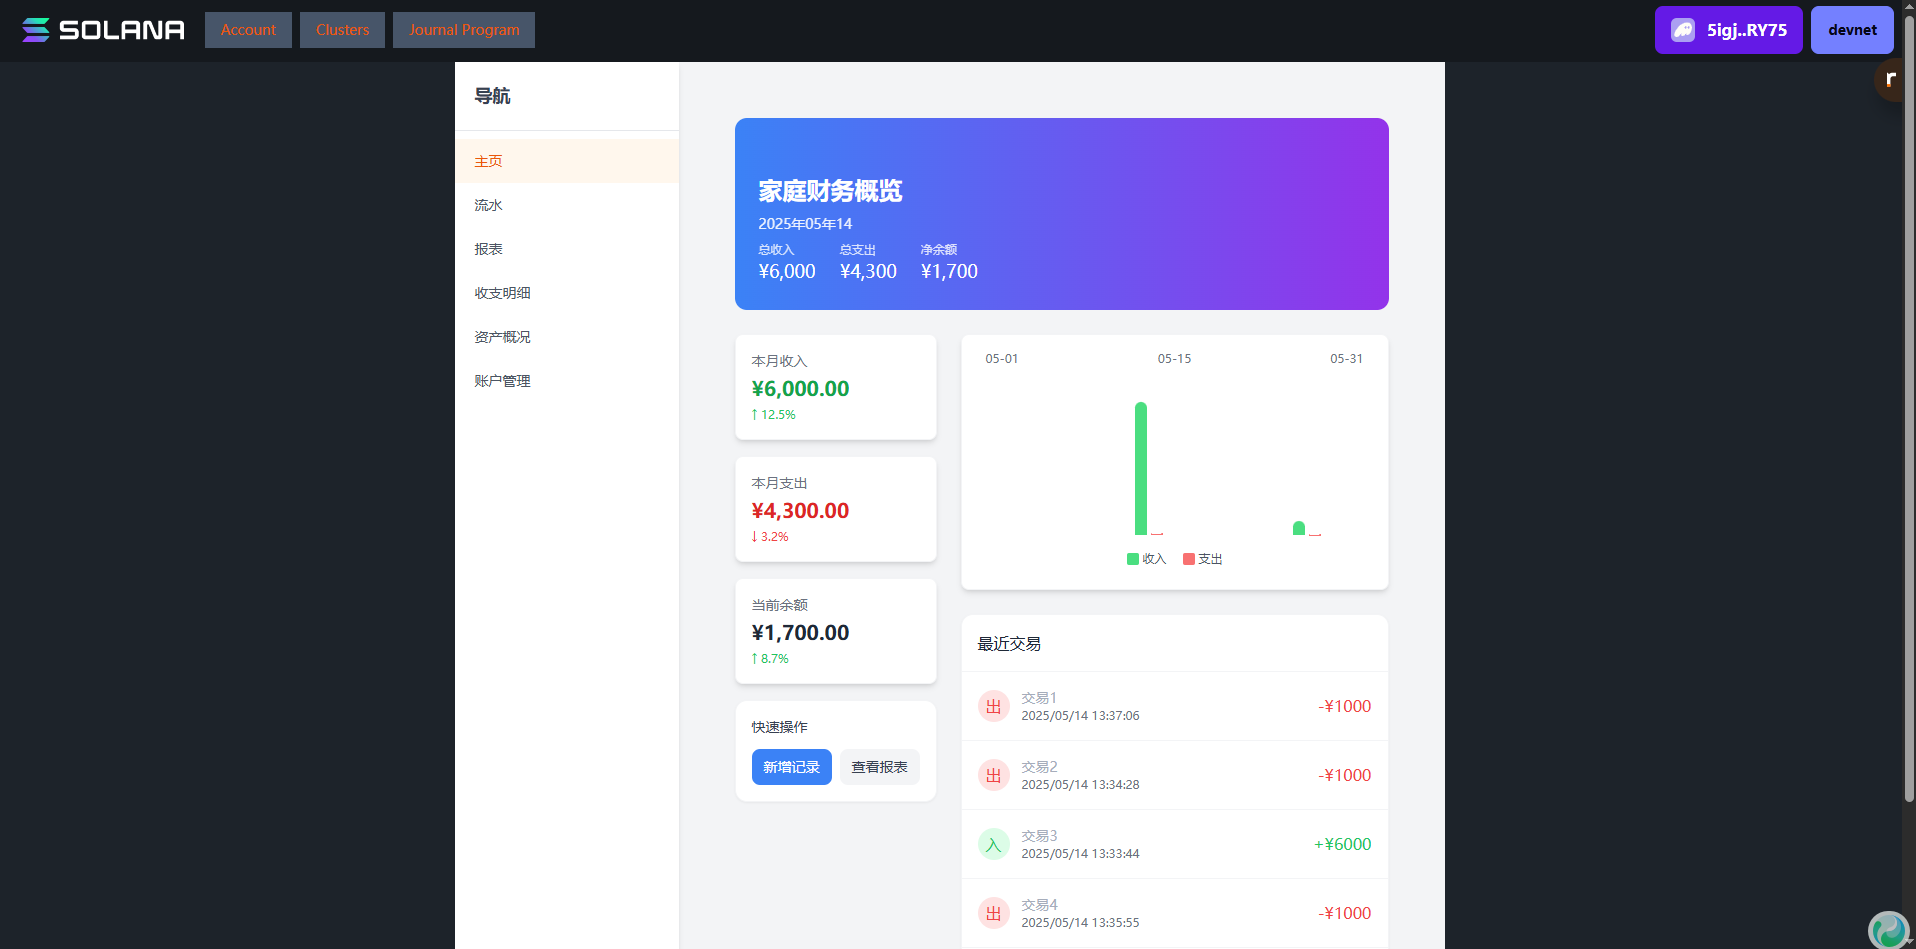 SOLANA
Account
Clusters
Journal Program
5igj..RY75
devnet
r
导航
主页
流水
报表
收支明细
资产概况
账户管理
家庭财务概览
2025年05年14
总收入 总支出 净余额
¥6,000 ¥4,300 ¥1,700
本月收入
¥6,000.00
↑ 12.5%
本月支出
¥4,300.00
↓ 3.2%
当前余额
¥1,700.00
↑ 8.7%
快速操作
新增记录 查看报表
05-01 05-15 05-31
收入 支出
最近交易
出 交易1 -¥1000
2025/05/14 13:37:06
出 交易2 -¥1000
2025/05/14 13:34:28
入 交易3 +¥6000
2025/05/14 13:33:44
出 交易4 -¥1000
2025/05/14 13:35:55